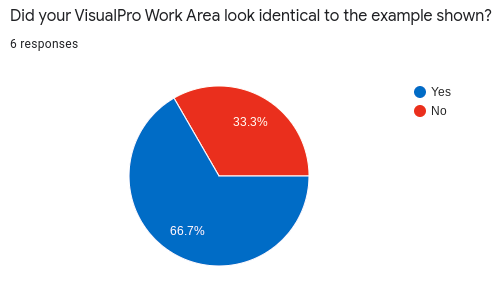 Did your VisualPro Work Area look identical to the example shown?
6 responses
Yes
No
33.3%
66.7%